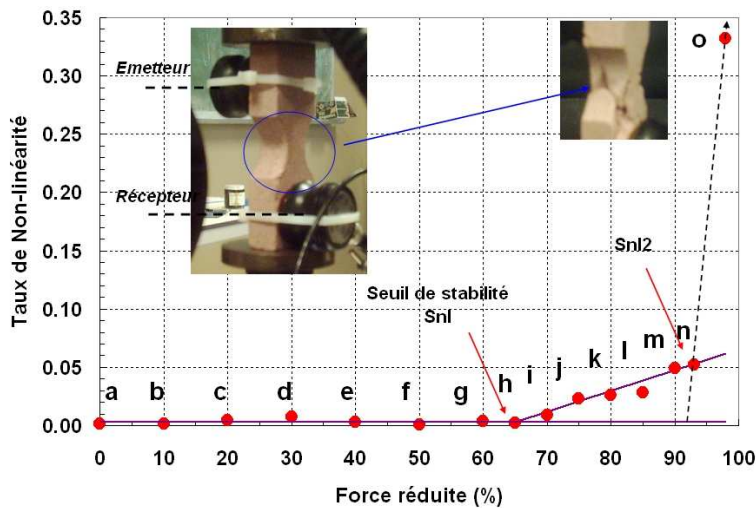 0.35
0.30
0.25
0.20
0.15
0.10
0.05
0.00
Taux de Non-linéarité
Emetteur
Récepteur
o
Snl2
Seuil de stabilité
Snl
a b c d e f g h i j k l m n
0 10 20 30 40 50 60 70 80 90 100
Force réduite (%)